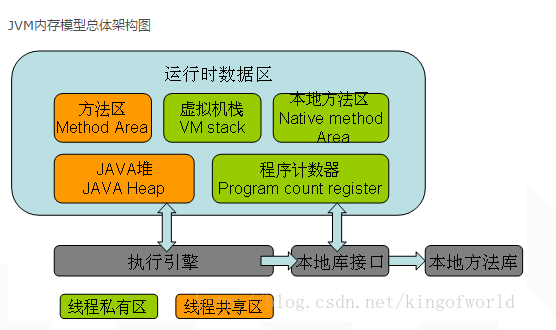 JVM内存模型总体架构图
运行时数据区
方法区
Method Area
虚拟机栈
VM stack
本地方法区
Native method
Area
JAVA堆
JAVA Heap
程序计数器
Program count register
执行引擎
本地库接口
本地方法库
线程私有区
线程共享区
blog.csdn.net/kingofworld